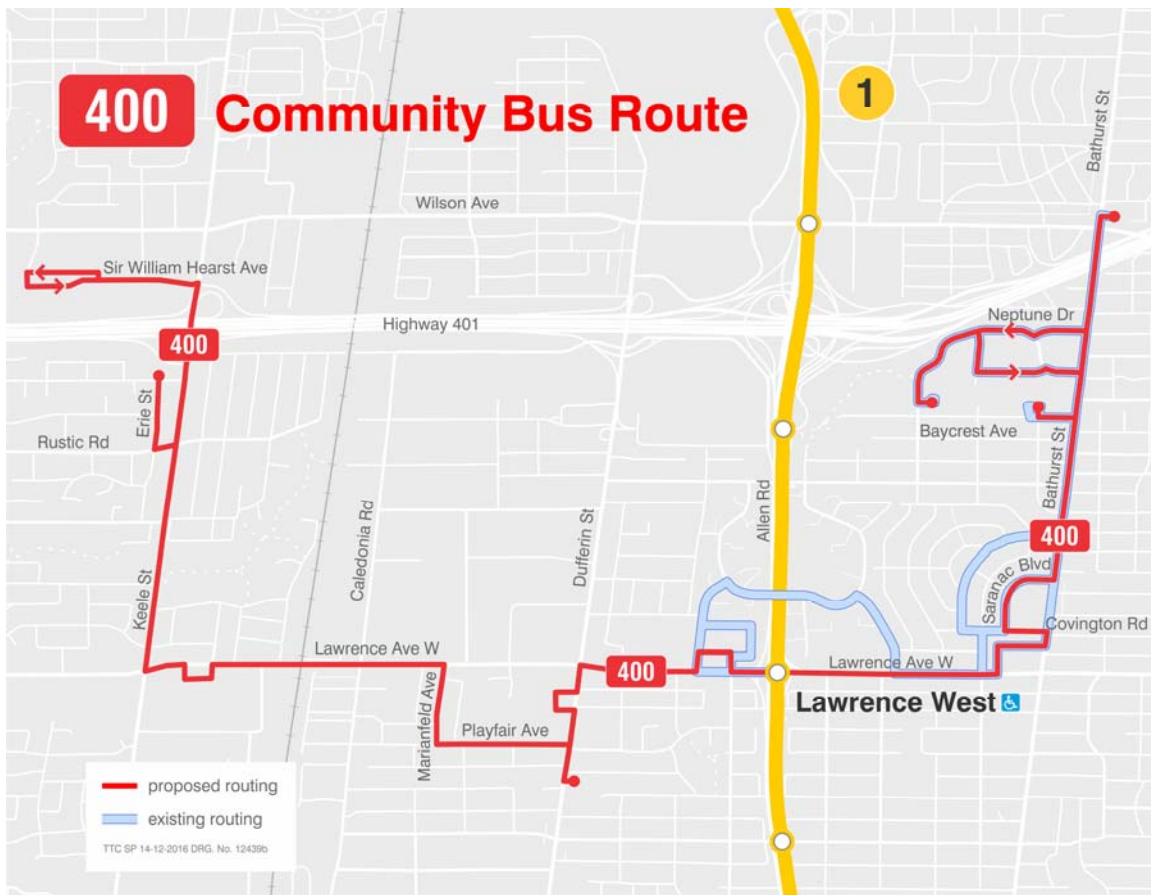 400 Community Bus Route
1
Bathurst St
Wilson Ave
Sir William Hearst Ave
Highway 401
Neptune Dr
400
Erie St
Rustic Rd
Baycrest Ave
Bathurst St
Allen Rd
Dufferin St
Caledonia Rd
400
Keele St
Saranac Blvd
Covington Rd
Lawrence Ave W
400
Lawrence Ave W
Lawrence West
Marianfeld Ave
Playfair Ave
proposed routing
existing routing
TTC SP 14-12-2016 DRG. No. 12439b